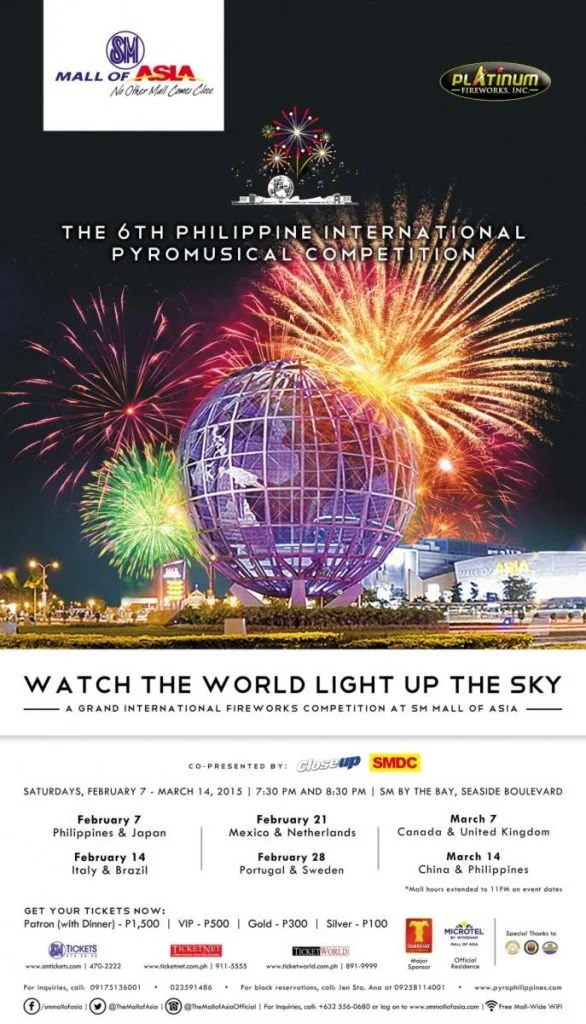 SM
MALL OF ASIA
No Other Mall Comes Close
PLATINUM
FIREWORKS, INC.
THE 6TH PHILIPPINE INTERNATIONAL
PYROMUSICAL COMPETITION
MALL OF ASIA
WATCH THE WORLD LIGHT UP THE SKY
A GRAND INTERNATIONAL FIREWORKS COMPETITION AT SM MALL OF ASIA
CO-PRESENTED BY: closeup SMDC
SATURDAYS, FEBRUARY 7 - MARCH 14, 2015 | 7:30 PM AND 8:30 PM | SM BY THE BAY, SEASIDE BOULEVARD
February 7
Philippines & Japan
February 14
Italy & Brazil
February 21
Mexico & Netherlands
February 28
Portugal & Sweden
March 7
Canada & United Kingdom
March 14
China & Philippines
*Mall hours extended to 11PM on event dates
GET YOUR TICKETS NOW:
Patron (with Dinner) - P1,500 | VIP - P500 | Gold - P300 | Silver - P100
SM TICKETS
www.smtickets.com | 470-2222
TICKETNET
www.ticketnet.com.ph | 911-5555
TICKETWORLD
www.ticketworld.com.ph | 891-9999
TANDUAY
Major
Sponsor
MICROTEL
BY WYNDHAM
MALL OF ASIA
Official
Residence
Special Thanks to
For inquiries, call: 09175136001 • 023591486 • For block reservations, call: Jen Sta. Ana at 09258114001 • www.pyrophilippines.com
/smmallofasia | @TheMallofAsia | @TheMallofAsiaOfficial | For Inquiries, call: +632 556-0680 or log on to www.smmallofasia.com | Free Mall-Wide WiFi